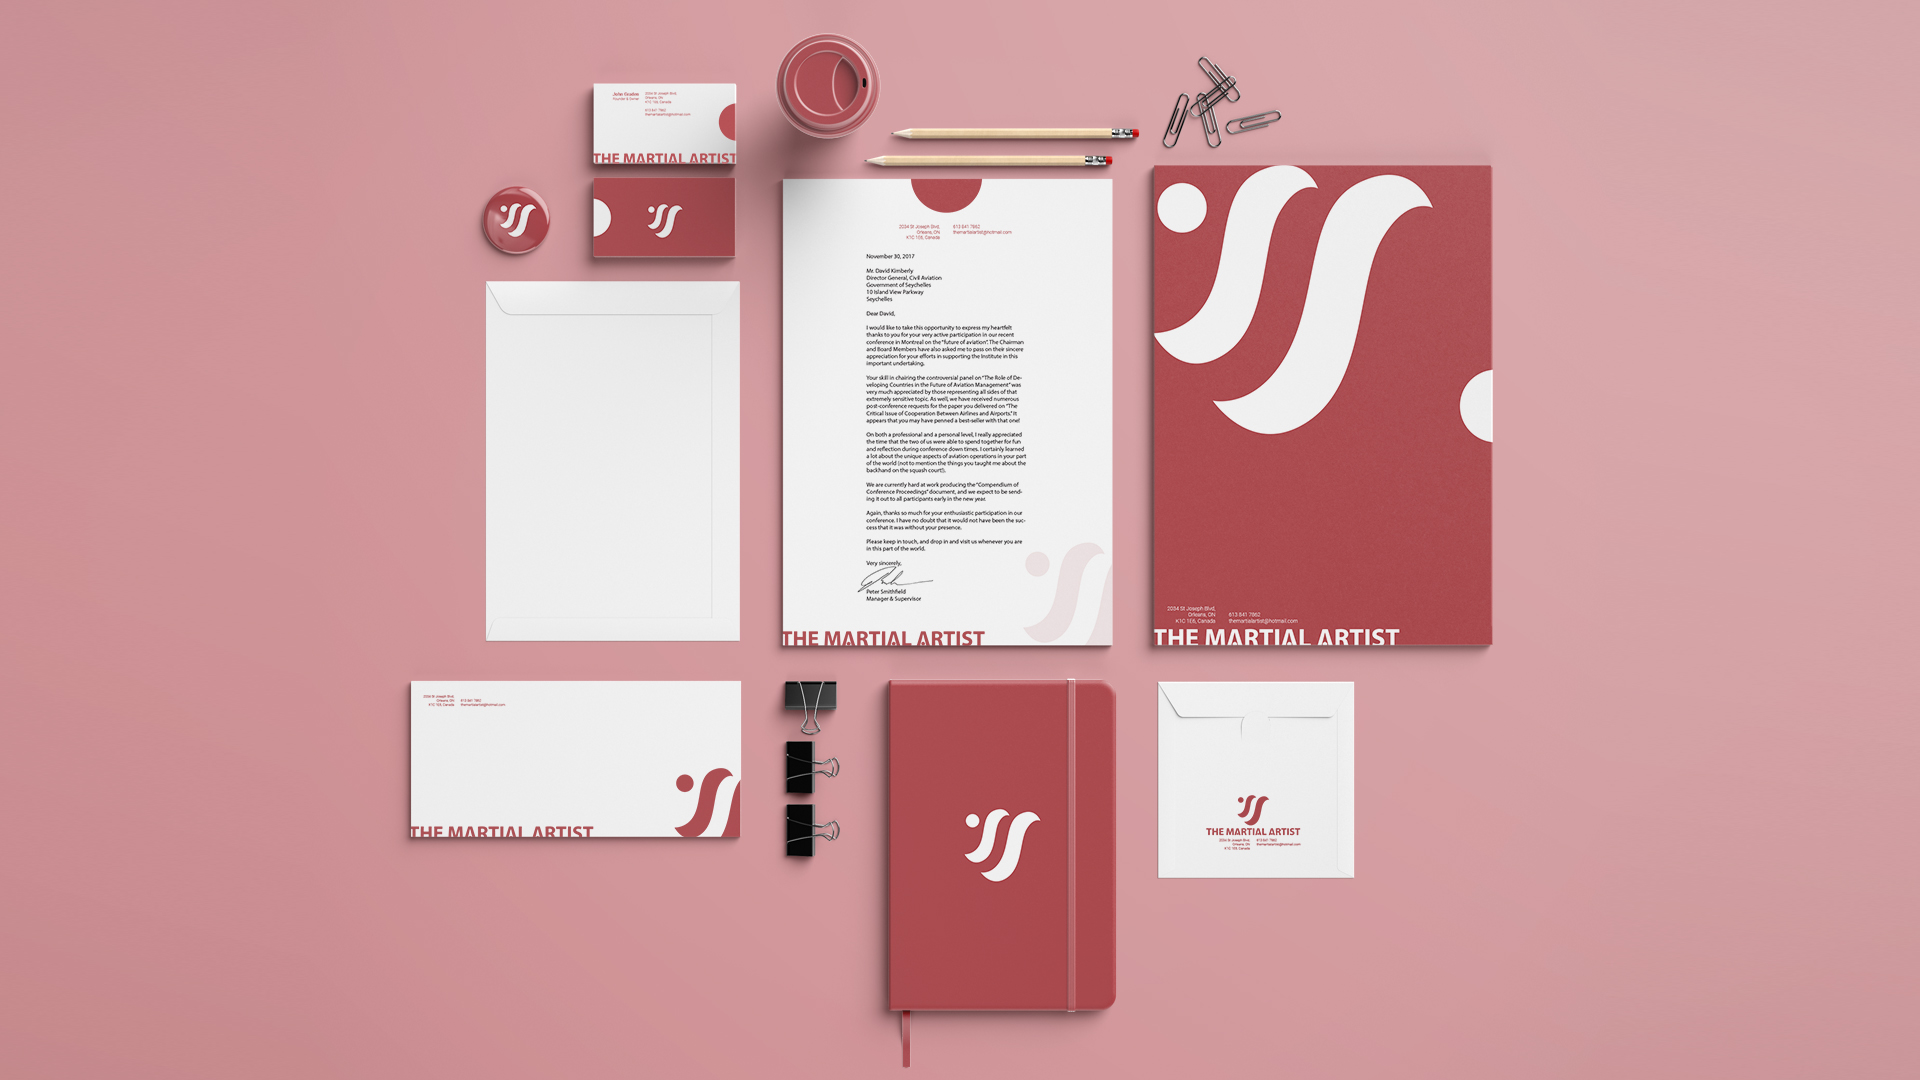 John Gradon
Founder & Owner
2034 St Joseph Blvd,
Orleans, ON
K1C 1E6, Canada
613 841 7862
themartialartist@hotmail.com
THE MARTIAL ARTIST
2034 St Joseph Blvd,
Orleans, ON
K1C 1E6, Canada
613 841 7862
themartialartist@hotmail.com
November 30, 2017
Mr. David Kimberly
Director General, Civil Aviation
Government of Seychelles
10 Island View Parkway
Seychelles
Dear David,
I would like to take this opportunity to express my heartfelt
thanks to you for your very active participation in our recent
conference in Montreal on the "future of aviation". The Chairman
and Board Members have also asked me to pass on their sincere
appreciation for your efforts in supporting the Institute in this
important undertaking.
Your skill in chairing the controversial panel on "The Role of De-
veloping Countries in the Future of Aviation Management" was
very much appreciated by those representing all sides of that
extremely sensitive topic. As well, we have received numerous
post-conference requests for the paper you delivered on "The
Critical Issue of Cooperation Between Airlines and Airports." It
appears that you may have penned a best-seller with that one!
On both a professional and a personal level, I really appreciated
the time that the two of us were able to spend together for fun
and reflection during conference down times. I certainly learned
a lot about the unique aspects of aviation operations in your part
of the world (not to mention the things you taught me about the
backhand on the squash court!).
We are currently hard at work producing the "Compendium of
Conference Proceedings" document, and we expect to be send-
ing it out to all participants early in the new year.
Again, thanks so much for your enthusiastic participation in our
conference. I have no doubt that it would not have been the suc-
cess that it was without your presence.
Please keep in touch, and drop in and visit us whenever you are
in this part of the world.
Very sincerely,
Peter Smithfield
Manager & Supervisor
THE MARTIAL ARTIST
2034 St Joseph Blvd,
Orleans, ON
K1C 1E6, Canada
613 841 7862
themartialartist@hotmail.com
THE MARTIAL ARTIST
2034 St Joseph Blvd,
Orleans, ON
K1C 1E6, Canada
613 841 7862
themartialartist@hotmail.com
THE MARTIAL ARTIST
THE MARTIAL ARTIST
2034 St Joseph Blvd,
Orleans, ON
K1C 1E6, Canada
613 841 7862
themartialartist@hotmail.com